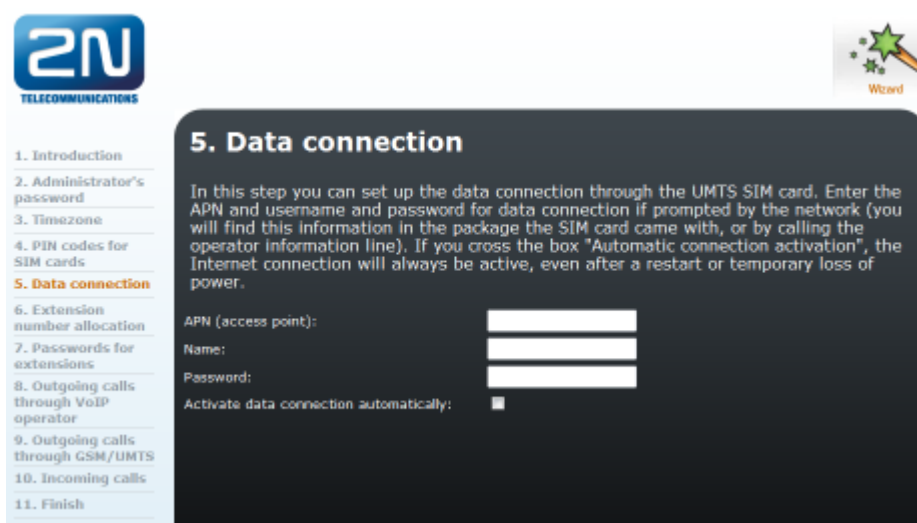 2N
TELECOMMUNICATIONS
Wizard
1. Introduction
2. Administrator's
password
3. Timezone
4. PIN codes for
SIM cards
5. Data connection
6. Extension
number allocation
7. Passwords for
extensions
8. Outgoing calls
through VoIP
operator
9. Outgoing calls
through GSM/UMTS
10. Incoming calls
11. Finish
5. Data connection
In this step you can set up the data connection through the UMTS SIM card. Enter the
APN and username and password for data connection if prompted by the network (you
will find this information in the package the SIM card came with, or by calling the
operator information line). If you cross the box "Automatic connection activation", the
Internet connection will always be active, even after a restart or temporary loss of
power.
APN (access point):
Name:
Password:
Activate data connection automatically: